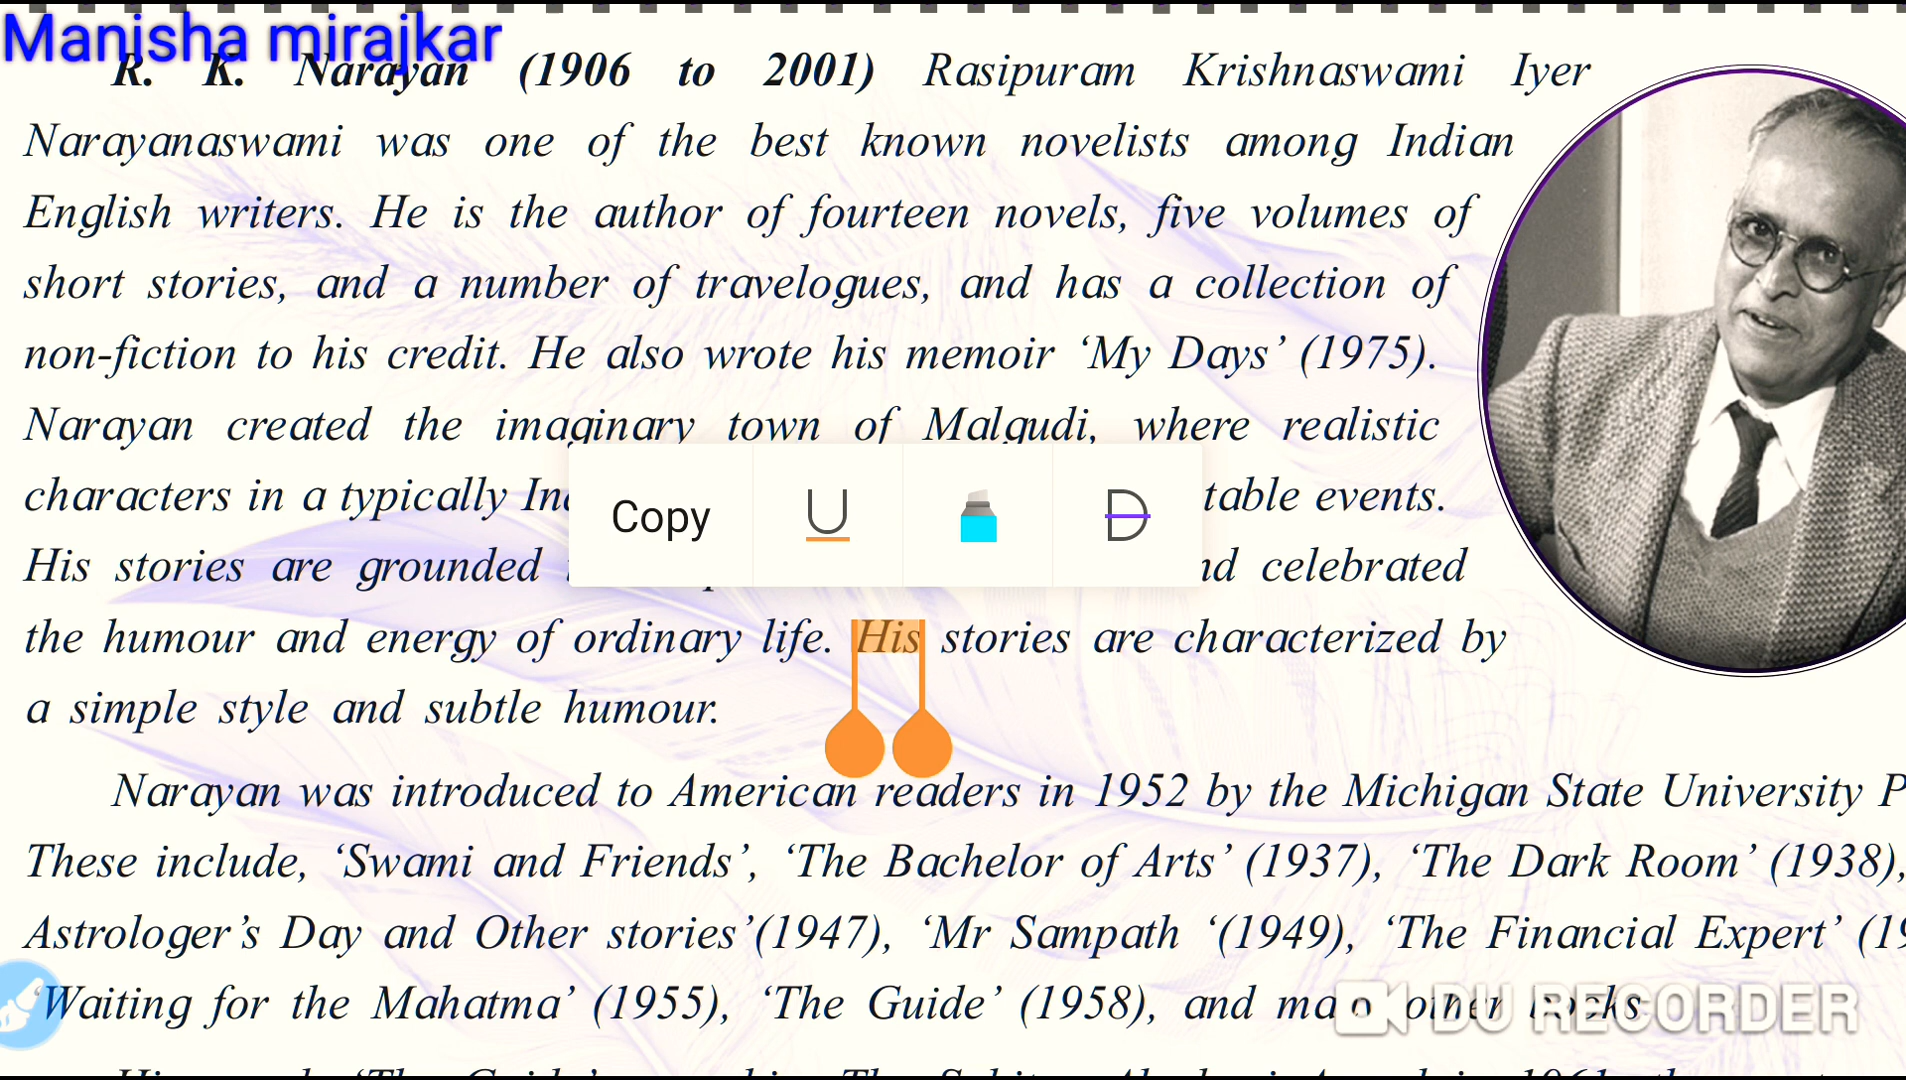 Manisha mirajkar
R. K. Narayan (1906 to 2001) Rasipuram Krishnaswami Iyer
Narayanaswami was one of the best known novelists among Indian
English writers. He is the author of fourteen novels, five volumes of
short stories, and a number of travelogues, and has a collection of
non-fiction to his credit. He also wrote his memoir ‘My Days’ (1975).
Narayan created the imaginary town of Malgudi, where realistic
characters in a typically table events.
Copy U D
His stories are grounded celebrated
the humour and energy of ordinary life. His stories are characterized by
a simple style and subtle humour.
Narayan was introduced to American readers in 1952 by the Michigan State University
These include, ‘Swami and Friends’, ‘The Bachelor of Arts’ (1937), ‘The Dark Room’ (1938),
Astrologer’s Day and Other stories’(1947), ‘Mr Sampath ‘(1949), ‘The Financial Expert’
‘Waiting for the Mahatma’ (1955), ‘The Guide’ (1958), and other books
DU RECORDER